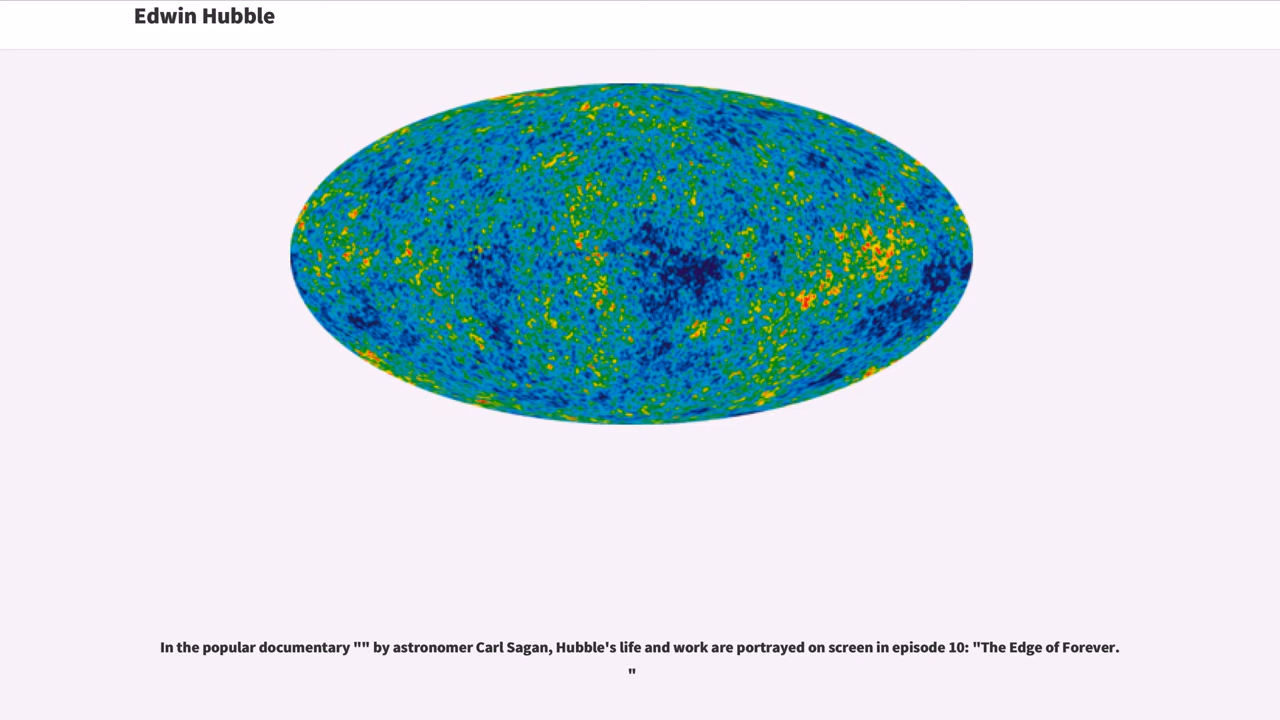 Edwin Hubble
In the popular documentary "" by astronomer Carl Sagan, Hubble's life and work are portrayed on screen in episode 10: "The Edge of Forever.
"